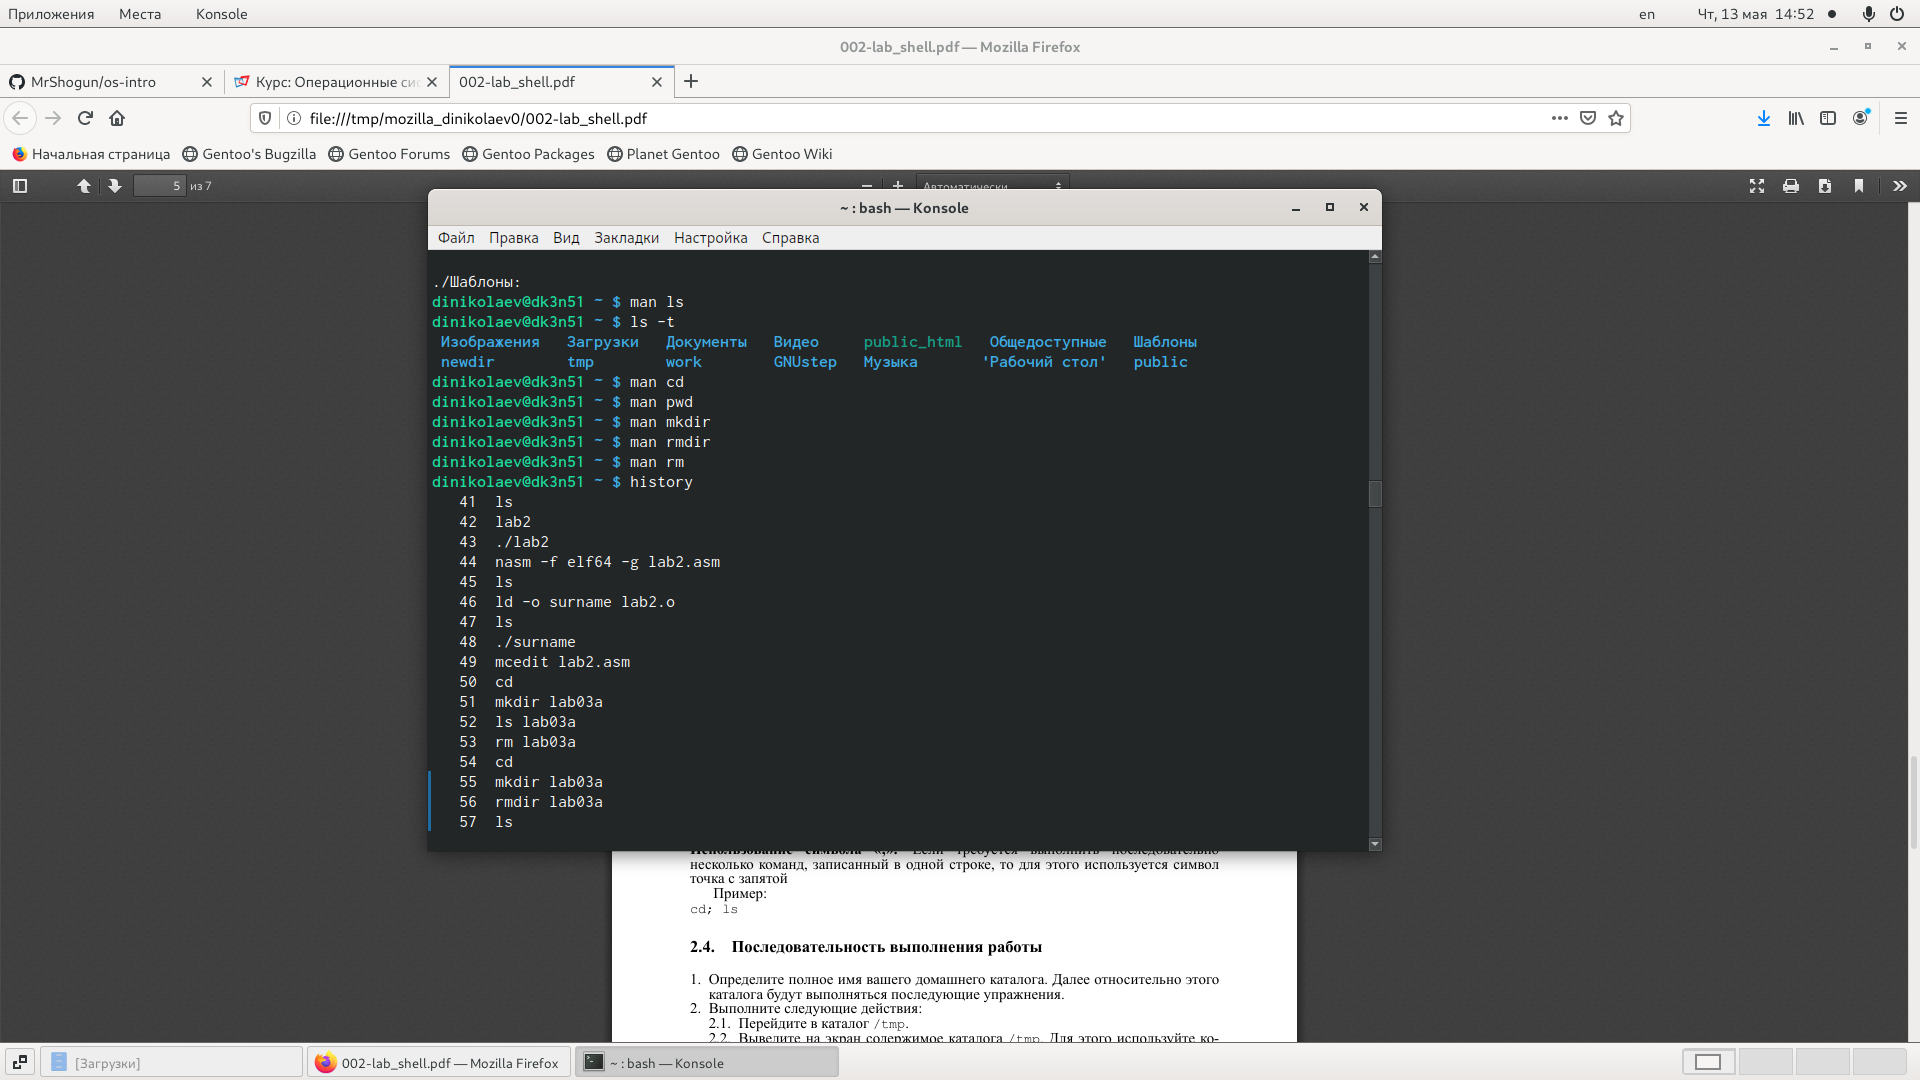 Приложения Места Konsole en Чт, 13 мая 14:52
002-lab_shell.pdf — Mozilla Firefox
MrShogun/os-intro Курс: Операционные си 002-lab_shell.pdf
file:///tmp/mozilla_dinikolaev0/002-lab_shell.pdf
Начальная страница Gentoo's Bugzilla Gentoo Forums Gentoo Packages Planet Gentoo Gentoo Wiki
5 из 7 Автоматически
~ : bash — Konsole
Файл Правка Вид Закладки Настройка Справка
./Шаблоны:
dinikolaev@dk3n51 ~ $ man ls
dinikolaev@dk3n51 ~ $ ls -t
Изображения Загрузки Документы Видео public_html Общедоступные Шаблоны
newdir tmp work GNUstep Музыка 'Рабочий стол' public
dinikolaev@dk3n51 ~ $ man cd
dinikolaev@dk3n51 ~ $ man pwd
dinikolaev@dk3n51 ~ $ man mkdir
dinikolaev@dk3n51 ~ $ man rmdir
dinikolaev@dk3n51 ~ $ man rm
dinikolaev@dk3n51 ~ $ history
41 ls
42 lab2
43 ./lab2
44 nasm -f elf64 -g lab2.asm
45 ls
46 ld -o surname lab2.o
47 ls
48 ./surname
49 mcedit lab2.asm
50 cd
51 mkdir lab03a
52 ls lab03a
53 rm lab03a
54 cd
55 mkdir lab03a
56 rmdir lab03a
57 ls
Использование символа «;». Если требуется выполнить последовательно
несколько команд, записанный в одной строке, то для этого используется символ
точка с запятой
Пример:
cd; ls
2.4. Последовательность выполнения работы
1. Определите полное имя вашего домашнего каталога. Далее относительно этого
каталога будут выполняться последующие упражнения.
2. Выполните следующие действия:
2.1. Перейдите в каталог /tmp.
2.2. Выведите на экран содержимое каталога /tmp. Для этого используйте ко-
[Загрузки] 002-lab_shell.pdf — Mozilla Firefox ~ : bash — Konsole